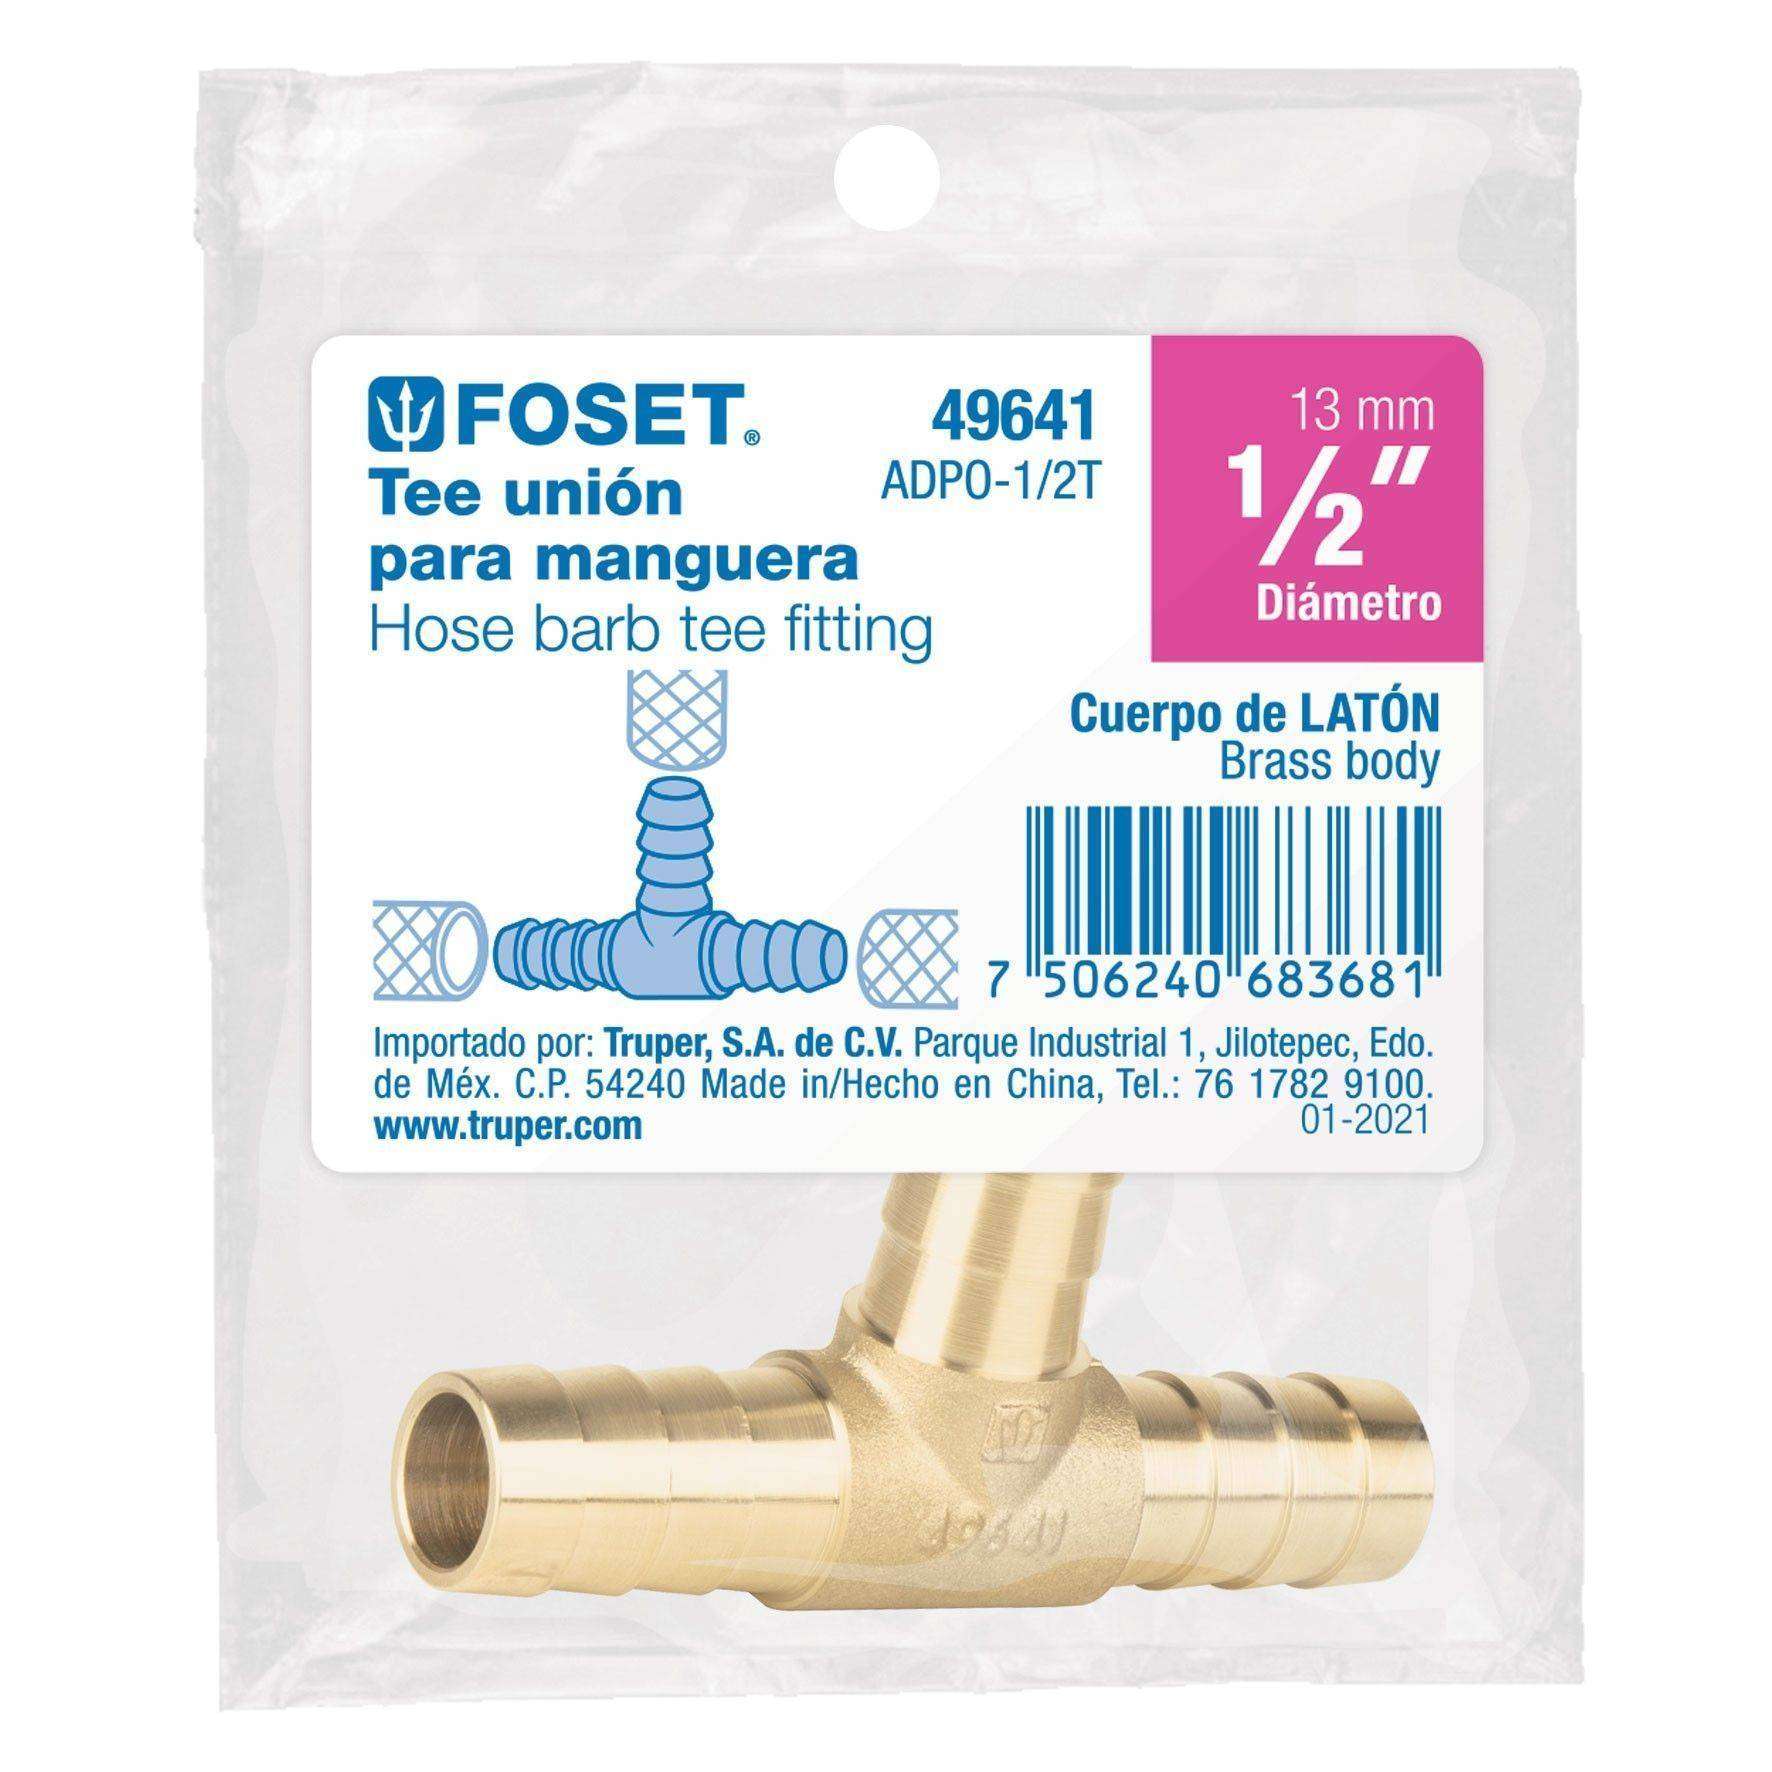 FOSET®
49641
ADPO-1/2T
Tee unión
para manguera
Hose barb tee fitting
13 mm
1/2"
Diámetro
Cuerpo de LATÓN
Brass body
7 506240 683681
Importado por: Truper, S.A. de C.V. Parque Industrial 1, Jilotepec, Edo.
de Méx. C.P. 54240 Made in/Hecho en China, Tel.: 76 1782 9100.
www.truper.com
01-2021
49641